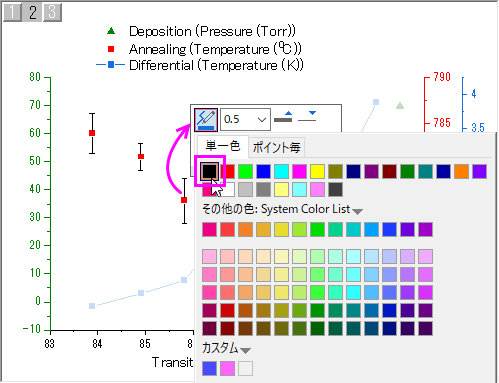 1 2 3
Deposition (Pressure (Torr))
Annealing (Temperature (⁰C))
Differential (Temperature (K))
80
70
60
50
40
30
20
10
0
-10
83
84
85
8
Transit
790
785
4
3.5
0.5
単一色 ポイント毎
その他の色: System Color List
カスタム